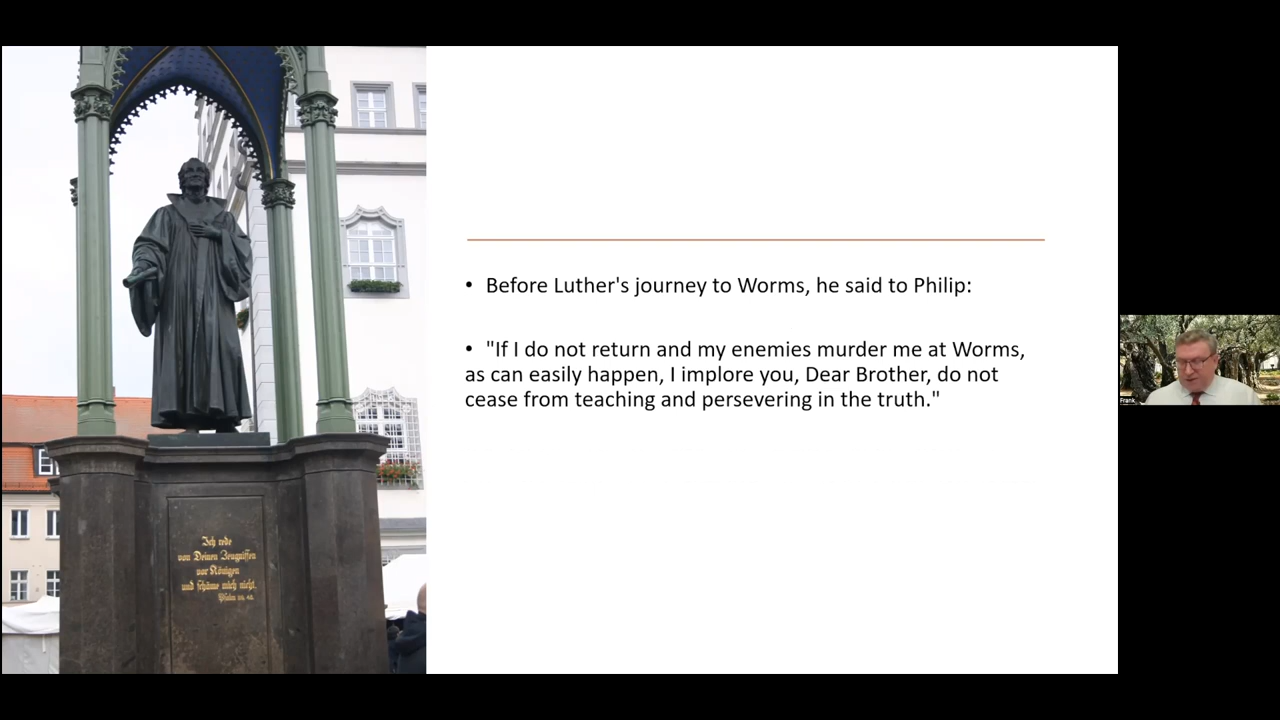 • Before Luther's journey to Worms, he said to Philip:
• "If I do not return and my enemies murder me at Worms,
as can easily happen, I implore you, Dear Brother, do not
cease from teaching and persevering in the truth."
Ich rede
von Deinen Zeugnissen
vor Königen
und schäme mich nicht.
Psalm
Frank